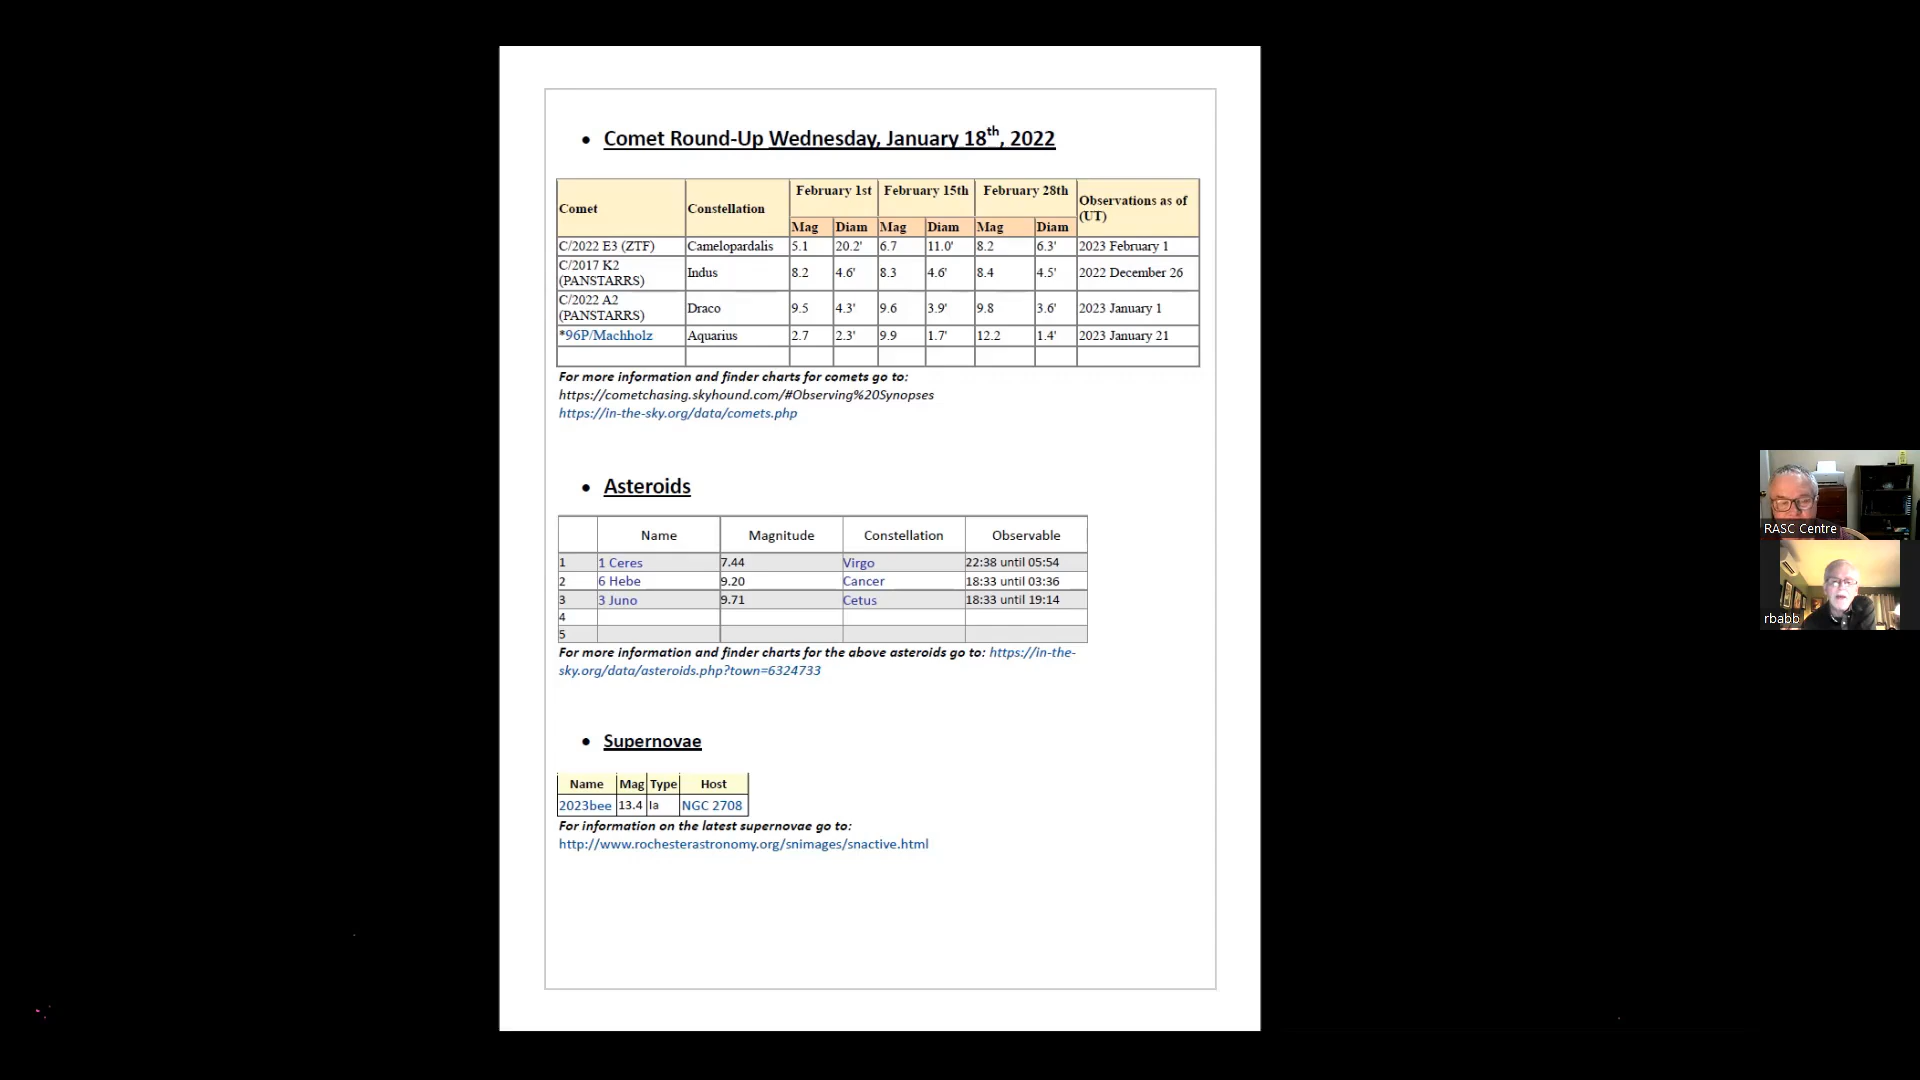 • Comet Round-Up Wednesday, January 18th, 2022
Comet Constellation February 1st February 15th February 28th Observations as of (UT)
Mag Diam Mag Diam Mag Diam
C/2022 E3 (ZTF) Camelopardalis 5.1 20.2' 6.7 11.0' 8.2 6.3' 2023 February 1
C/2017 K2 (PANSTARRS) Indus 8.2 4.6' 8.3 4.6' 8.4 4.5' 2022 December 26
C/2022 A2 (PANSTARRS) Draco 9.5 4.3' 9.6 3.9' 9.8 3.6' 2023 January 1
*96P/Machholz Aquarius 2.7 2.3' 9.9 1.7' 12.2 1.4' 2023 January 21
For more information and finder charts for comets go to:
https://cometchasing.skyhound.com/#Observing%20Synopses
https://in-the-sky.org/data/comets.php
• Asteroids
Name Magnitude Constellation Observable
1 1 Ceres 7.44 Virgo 22:38 until 05:54
2 6 Hebe 9.20 Cancer 18:33 until 03:36
3 3 Juno 9.71 Cetus 18:33 until 19:14
4
5
For more information and finder charts for the above asteroids go to: https://in-the-
sky.org/data/asteroids.php?town=6324733
• Supernovae
Name Mag Type Host
2023bee 13.4 Ia NGC 2708
For information on the latest supernovae go to:
http://www.rochesterastronomy.org/snimages/snactive.html
RASC Centre
rbabb